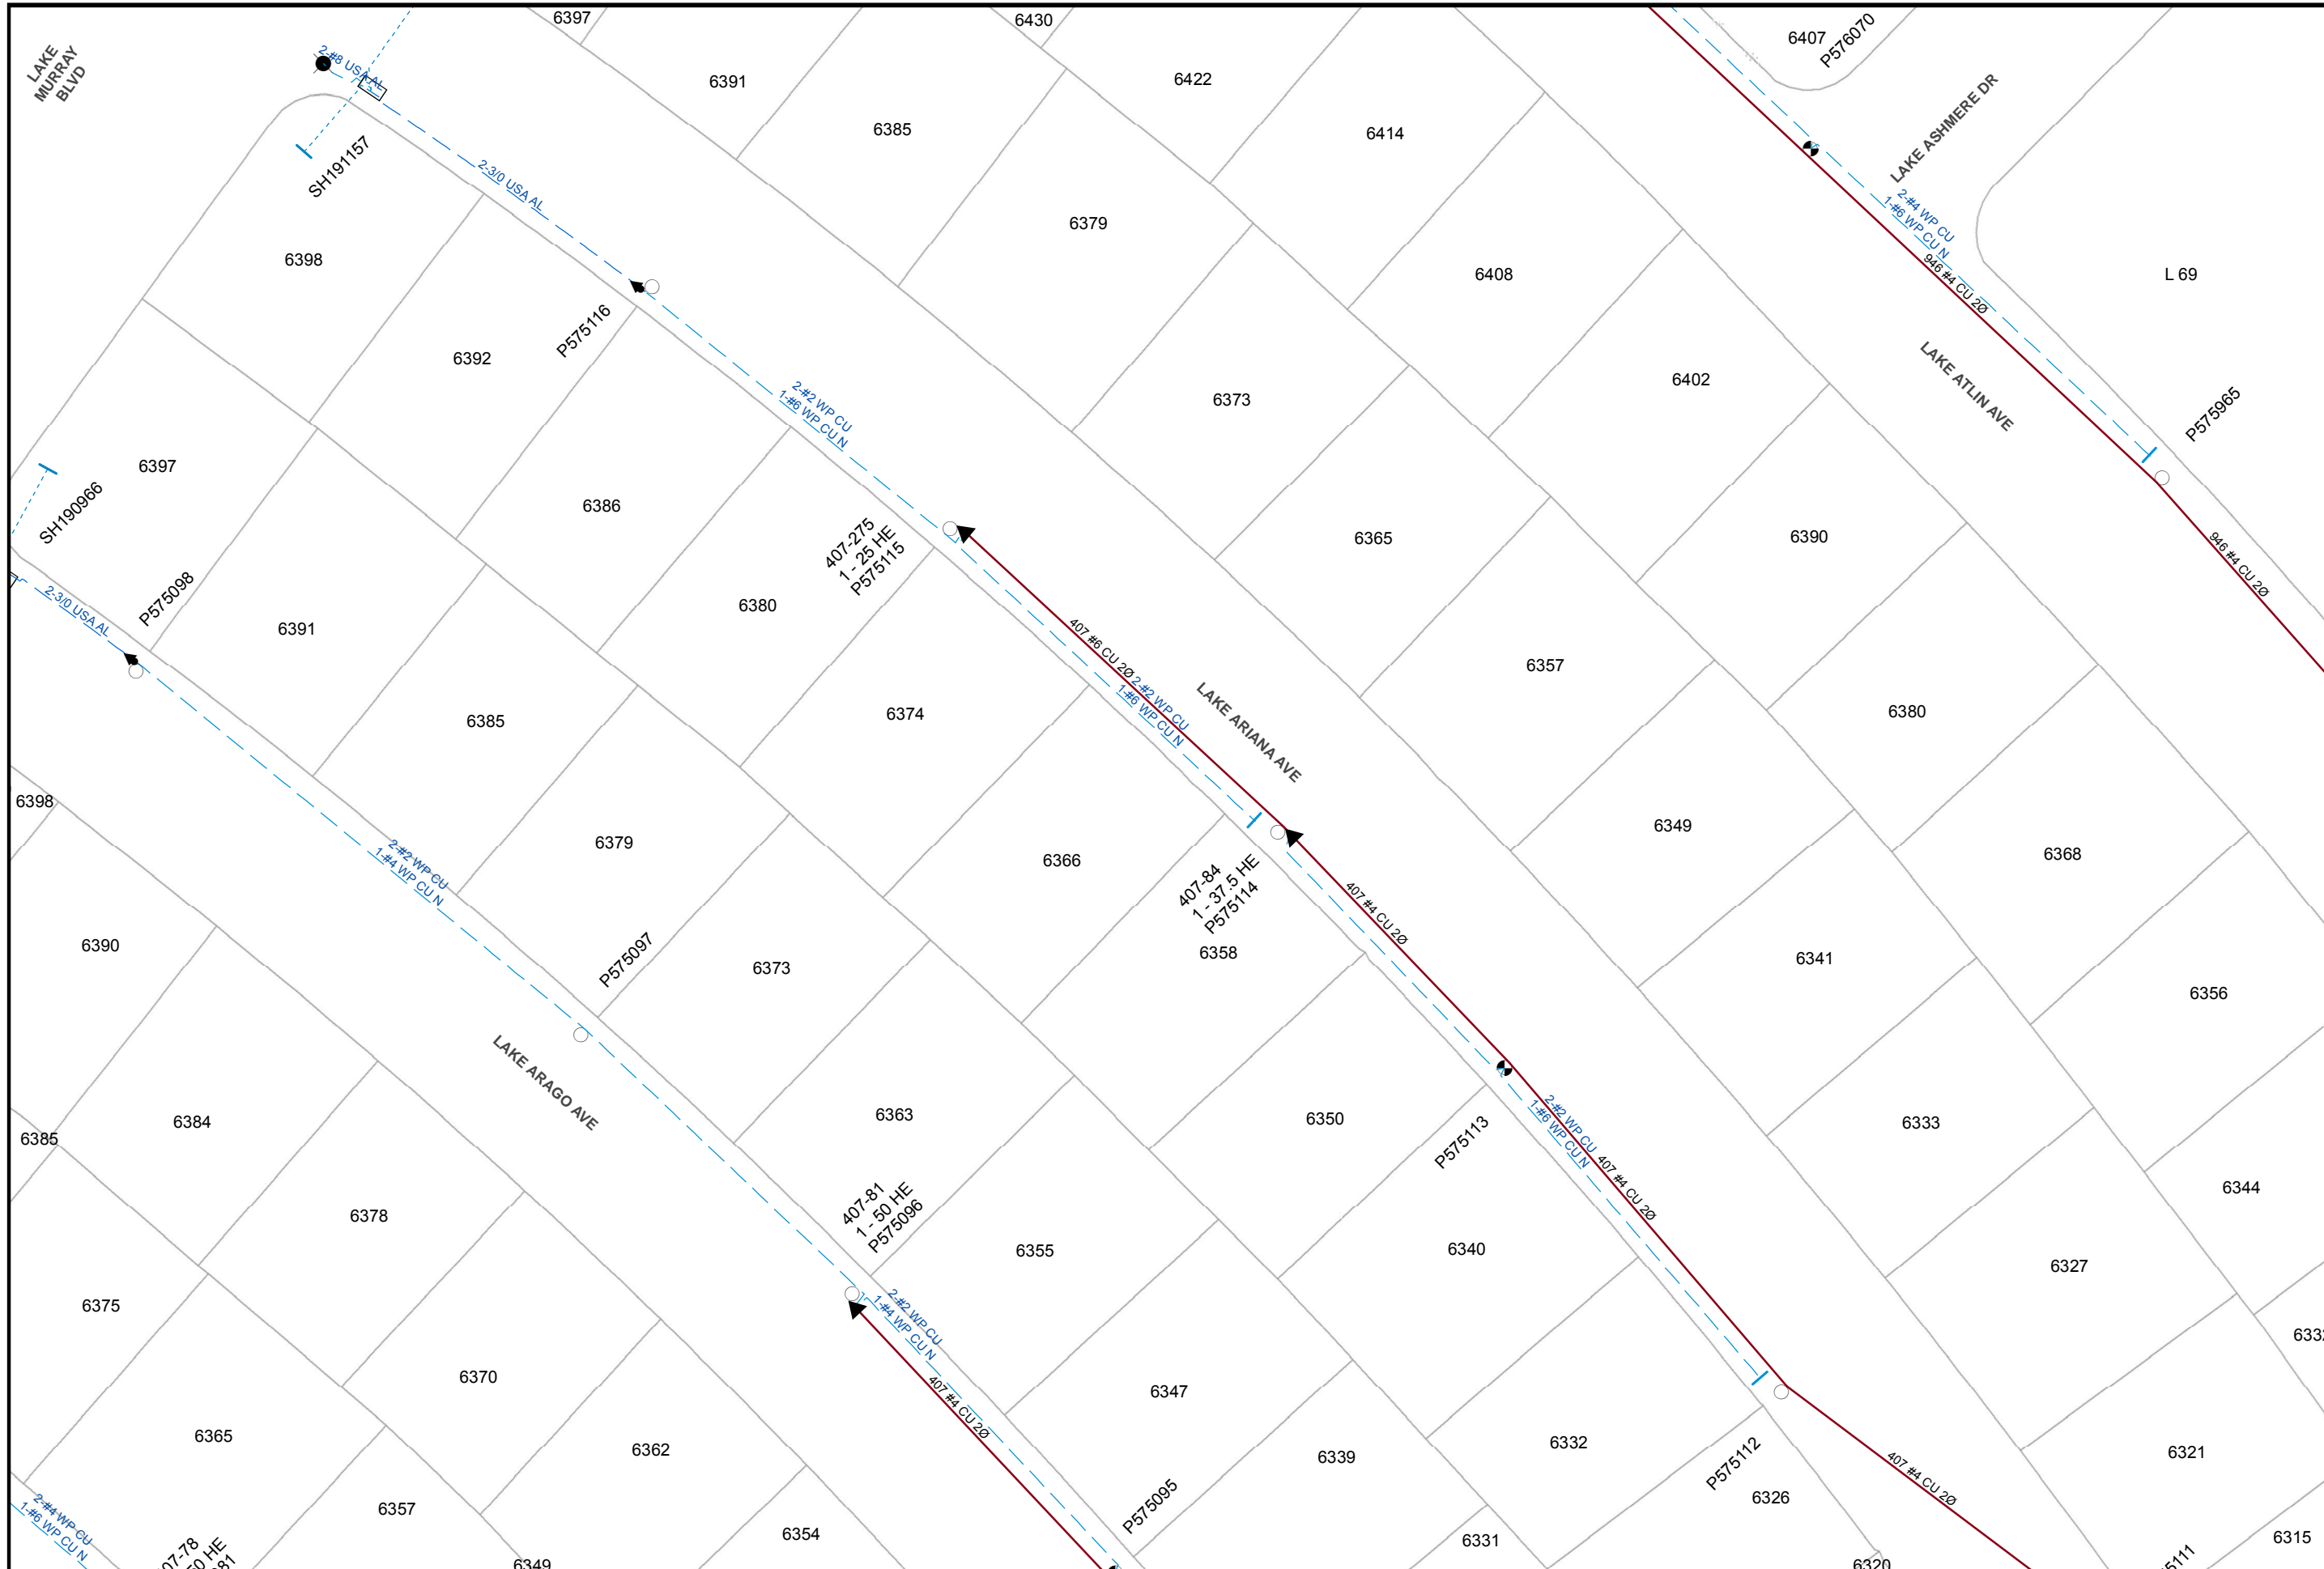 LAKE
MURRAY
BLVD
2-#8 USA AL
SH191157
2-3/0 USA AL
6397
6391
6385
6379
6373
6365
6357
6349
6341
6333
6327
6321
6315
6430
6422
6414
6408
6402
6390
6380
6368
6356
6344
6407
P576070
LAKE ASHMERE DR
2-#4 WP CU
1-#6 WP CU N
946 #4 CU 2Ø
L 69
LAKE ATLIN AVE
P575965
946 #4 CU 2Ø
6398
6392
P575116
6386
2-#2 WP CU
1-#6 WP CU N
407-275
1 - 25 HE
P575115
6380
6374
6366
407 #6 CU 2Ø
2-#2 WP CU
1-#6 WP CU N
LAKE ARIANA AVE
407-84
1 - 37.5 HE
P575114
407 #4 CU 2Ø
6358
6350
P575113
2-#2 WP CU
1-#6 WP CU N
407 #4 CU 2Ø
6340
6332
P575112
6326
407 #4 CU 2Ø
6320
6397
SH190966
P575098
2-3/0 USA AL
6391
6385
6379
P575097
6373
6363
6355
6347
6339
6331
2-#2 WP CU
1-#4 WP CU N
LAKE ARAGO AVE
407-81
1 - 50 HE
P575096
2-#2 WP CU
1-#4 WP CU N
407 #4 CU 2Ø
P575095
6398
6390
6384
6378
6370
6362
6354
6385
6375
6365
6357
6349
2-#4 WP CU
1-#6 WP CU N